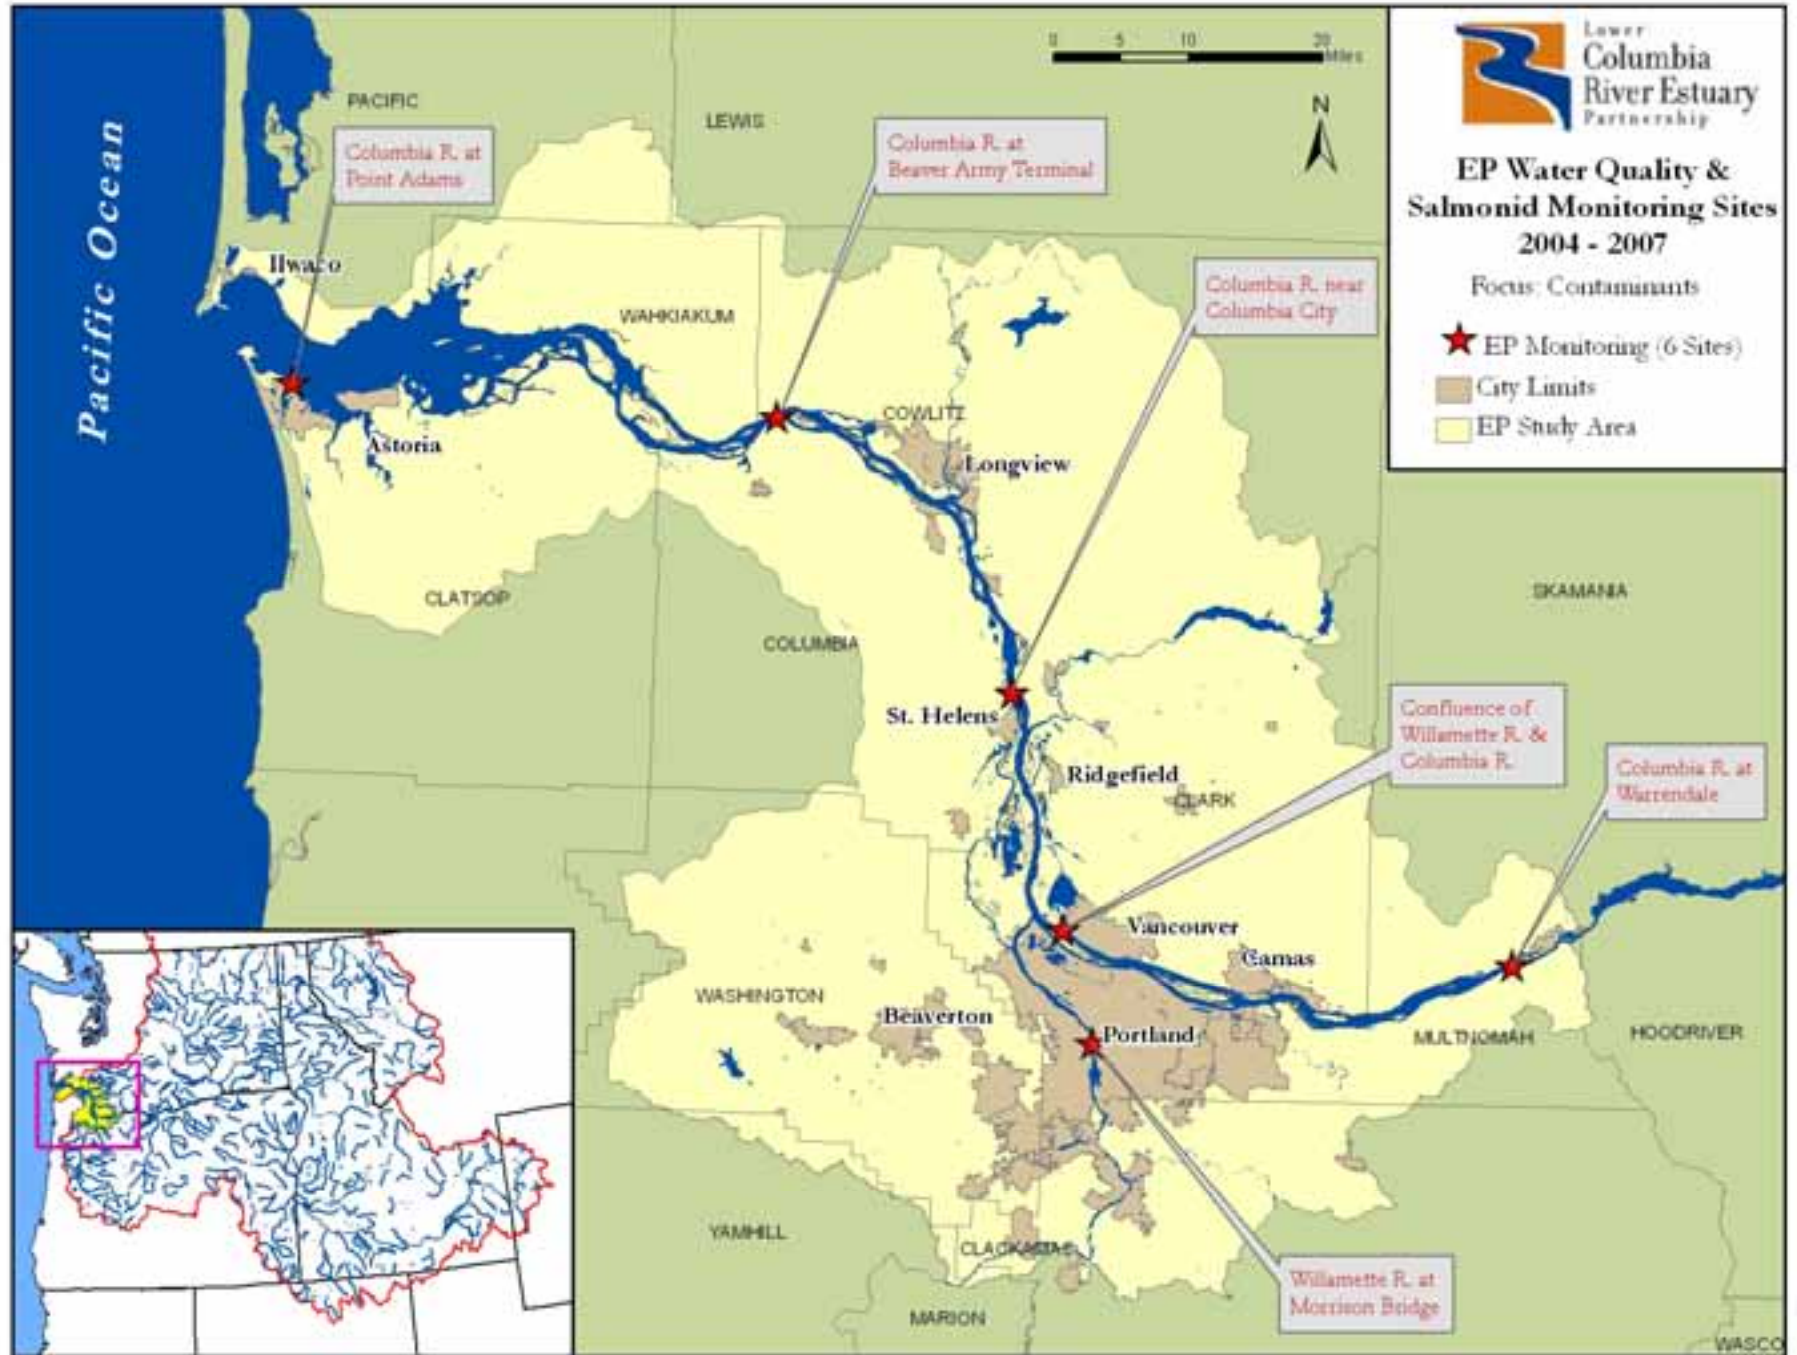 Pacific Ocean
PACIFIC
LEWIS
0 5 10 20
Miles
N
Columbia R. at
Point Adams
Columbia R. at
Beaver Army Terminal
Columbia R. near
Columbia City
Confluence of
Willamette R. &
Columbia R.
Columbia R. at
Warrendale
Willamette R. at
Morrison Bridge
Ilwaco
WAHKIAKUM
COWLITZ
Astoria
Longview
CLATSOP
COLUMBIA
SKAMANIA
St. Helens
Ridgefield
CLARK
Vancouver
Camas
WASHINGTON
Beaverton
Portland
MULTNOMAH
HOODRIVER
YAMHILL
CLACKAMAS
MARION
WASCO
Lower
Columbia
River Estuary
Partnership
EP Water Quality &
Salmonid Monitoring Sites
2004 - 2007
Focus: Contaminants
EP Monitoring (6 Sites)
City Limits
EP Study Area